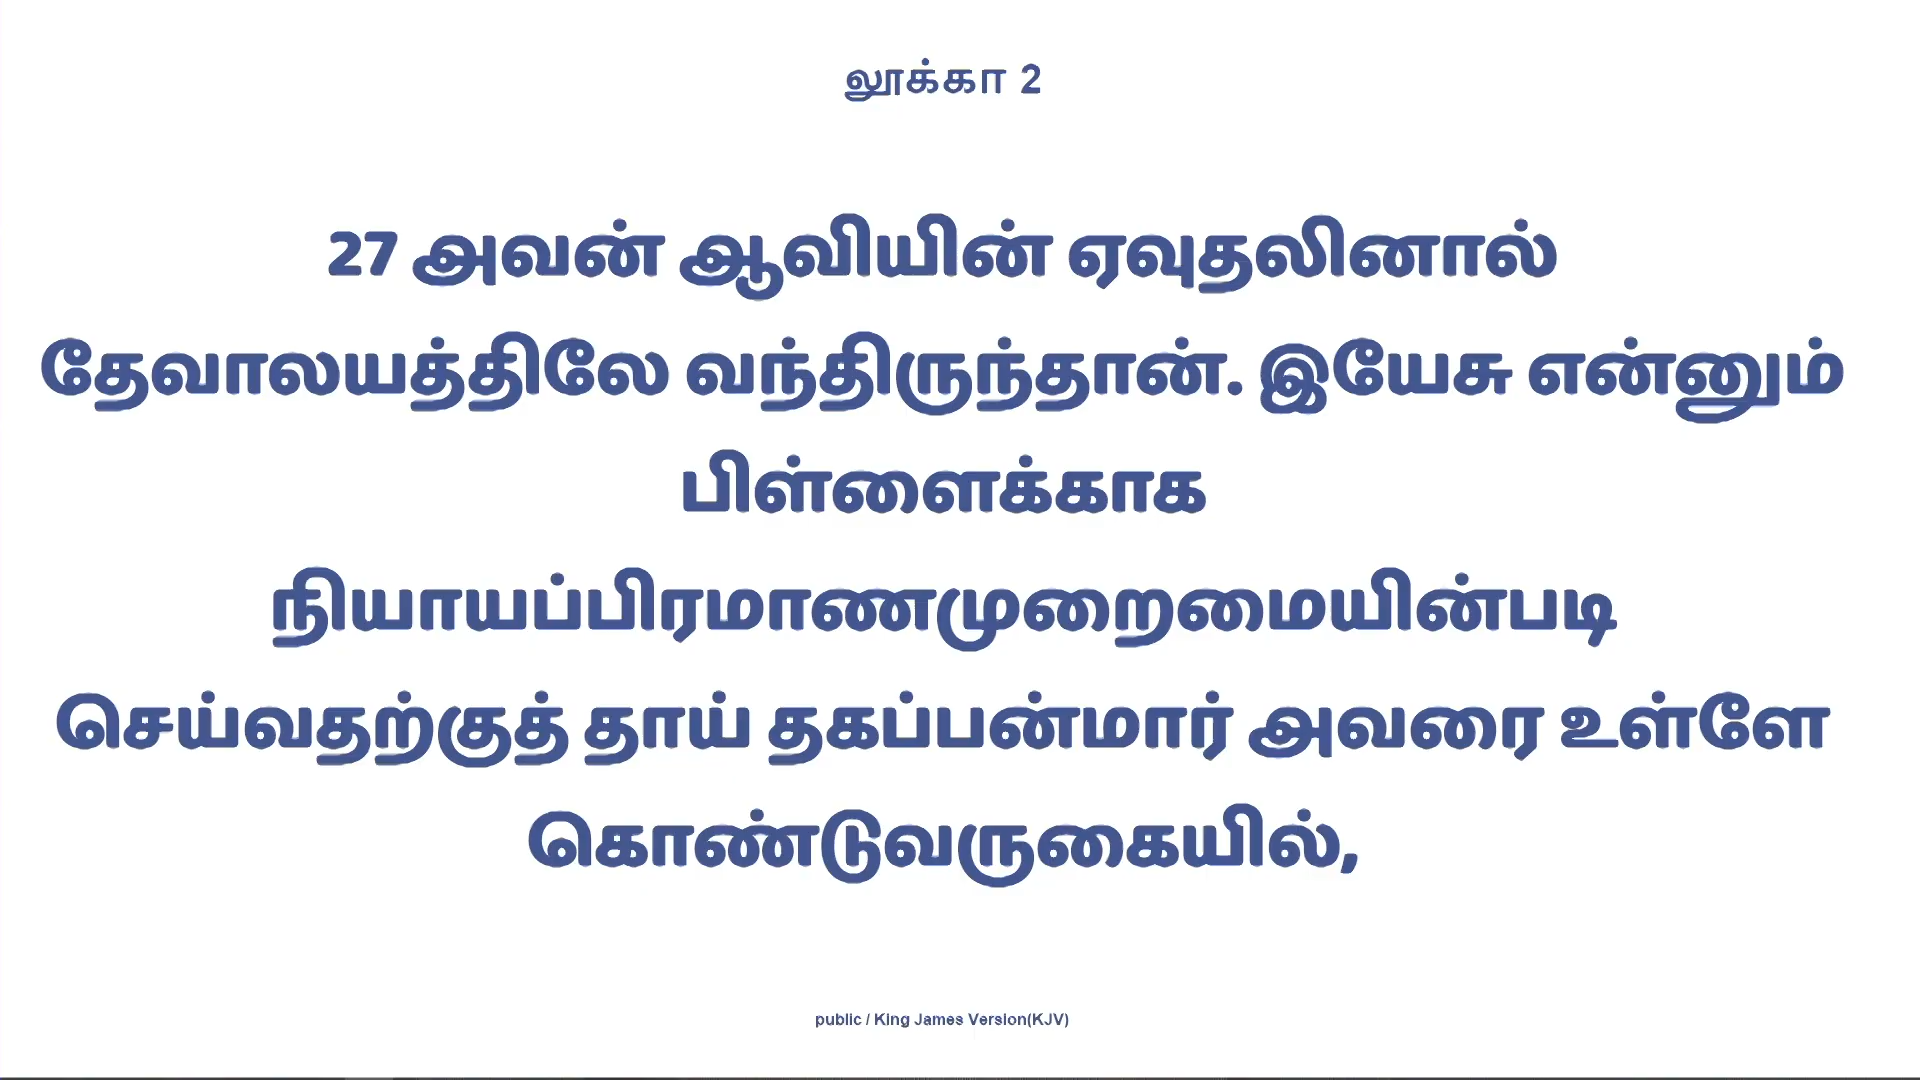 லூக்கா 2
27 அவன் ஆவியின் ஏவுதலினால்
தேவாலயத்திலே வந்திருந்தான். இயேசு என்னும்
பிள்ளைக்காக
நியாயப்பிரமாணமுறைமையின்படி
செய்வதற்குத் தாய் தகப்பன்மார் அவரை உள்ளே
கொண்டுவருகையில்,
public / King James Version(KJV)